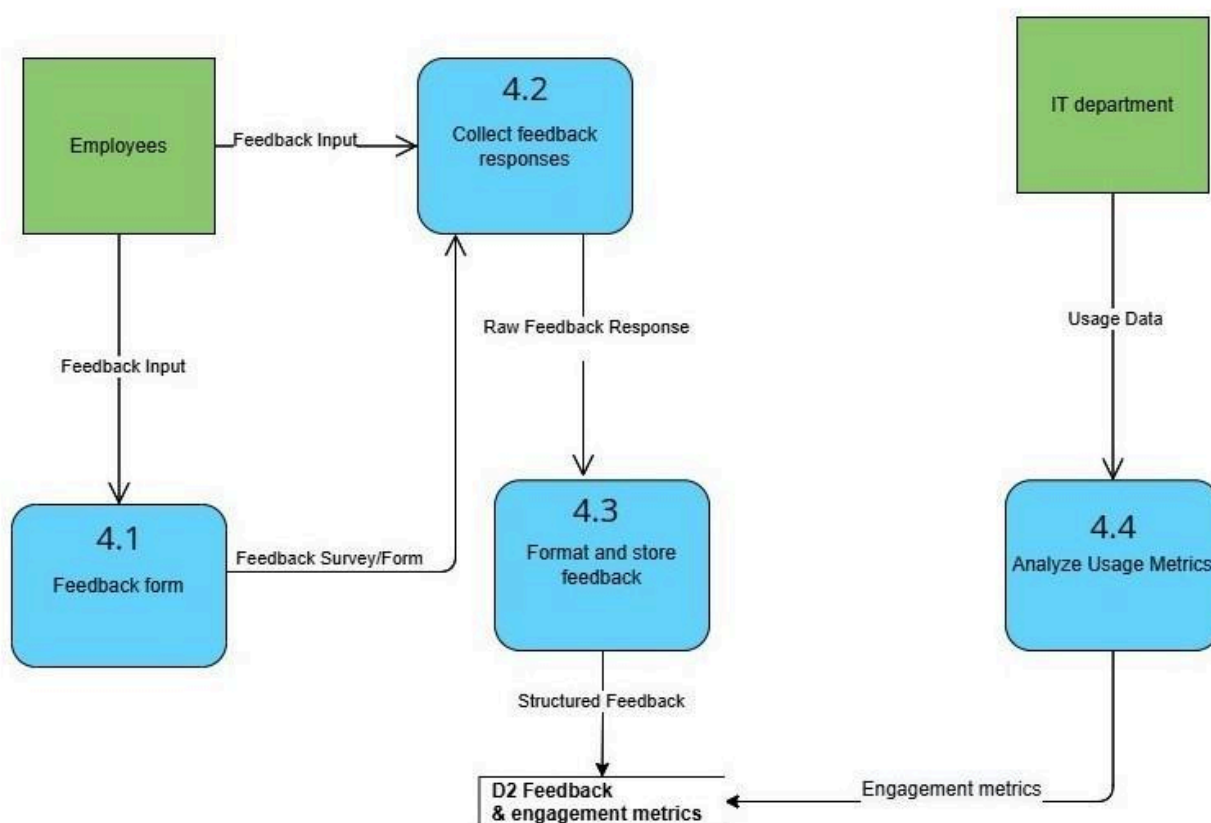 Employees
Feedback Input
4.2
Collect feedback
responses
IT department
Feedback Input
Raw Feedback Response
Usage Data
4.1
Feedback form
Feedback Survey/Form
4.3
Format and store
feedback
4.4
Analyze Usage Metrics
Structured Feedback
D2 Feedback
& engagement metrics
Engagement metrics